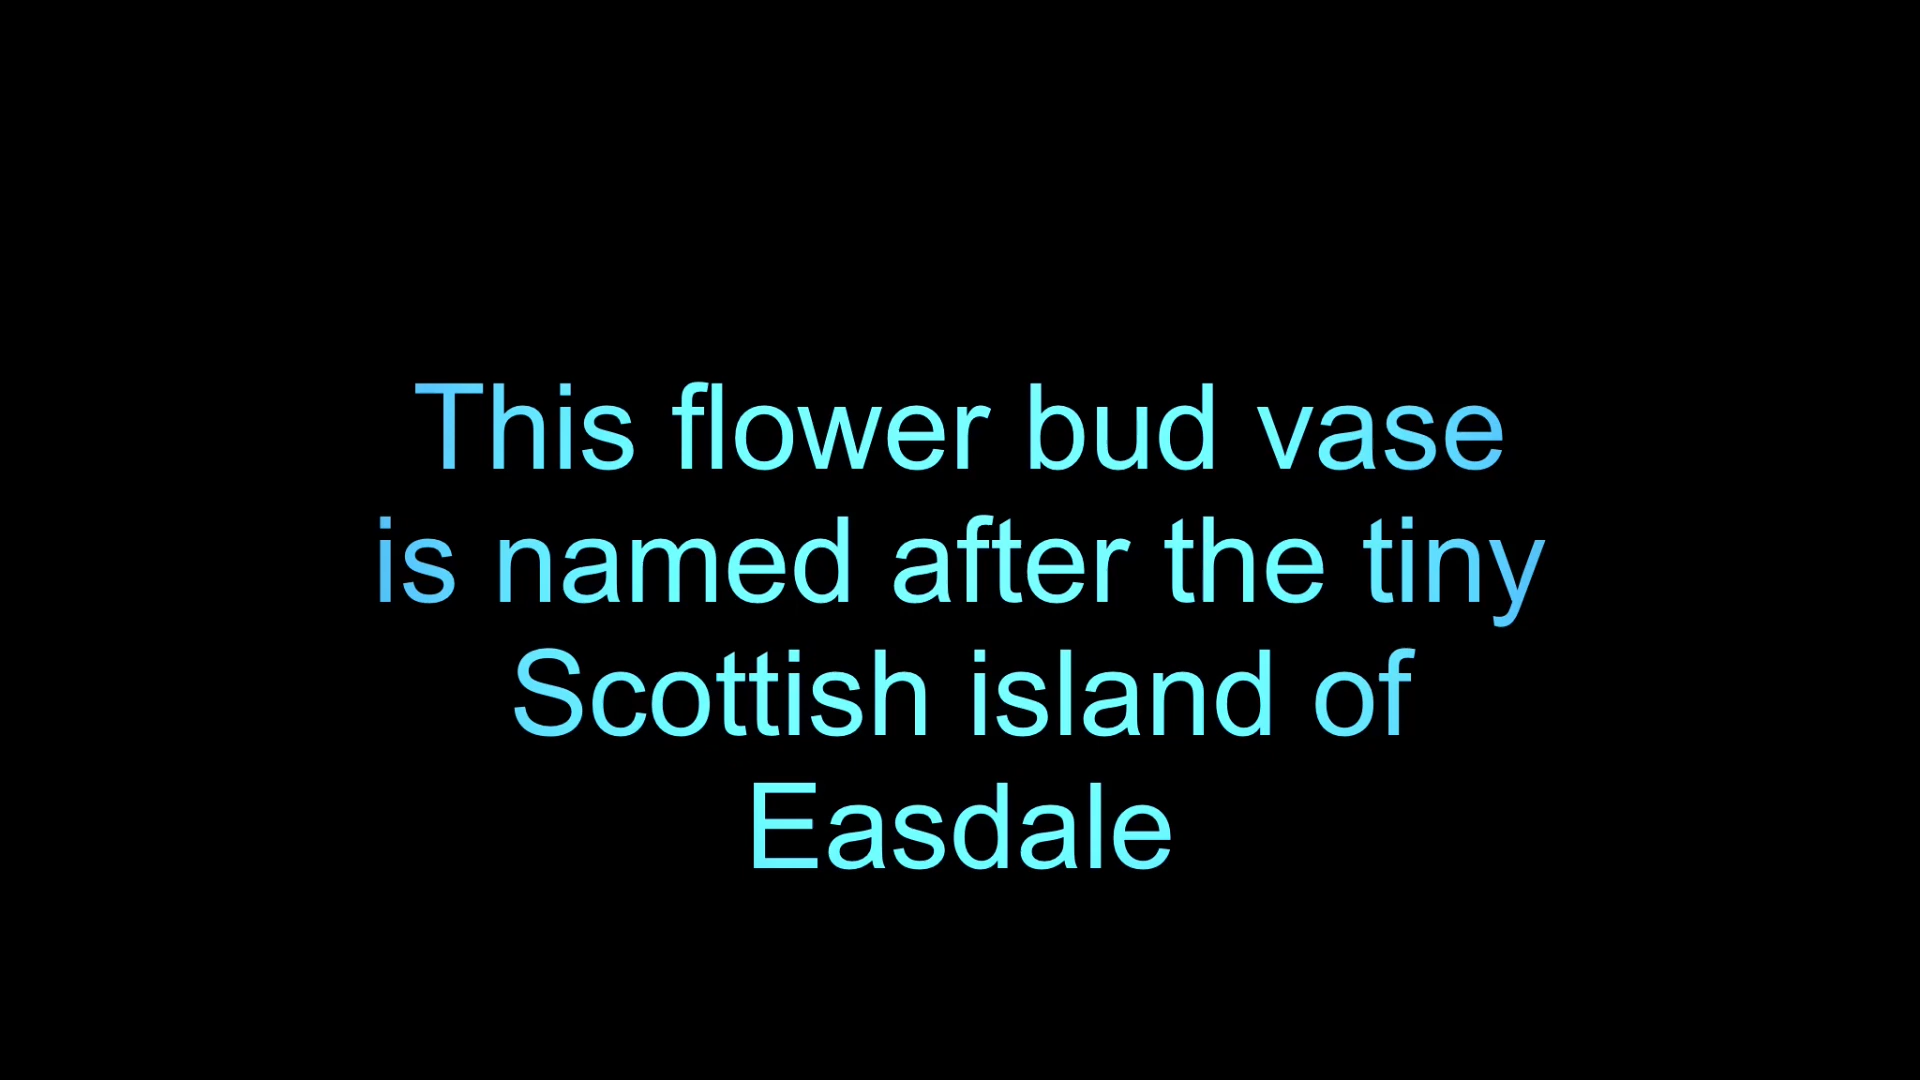 This flower bud vase
is named after the tiny
Scottish island of
Easdale